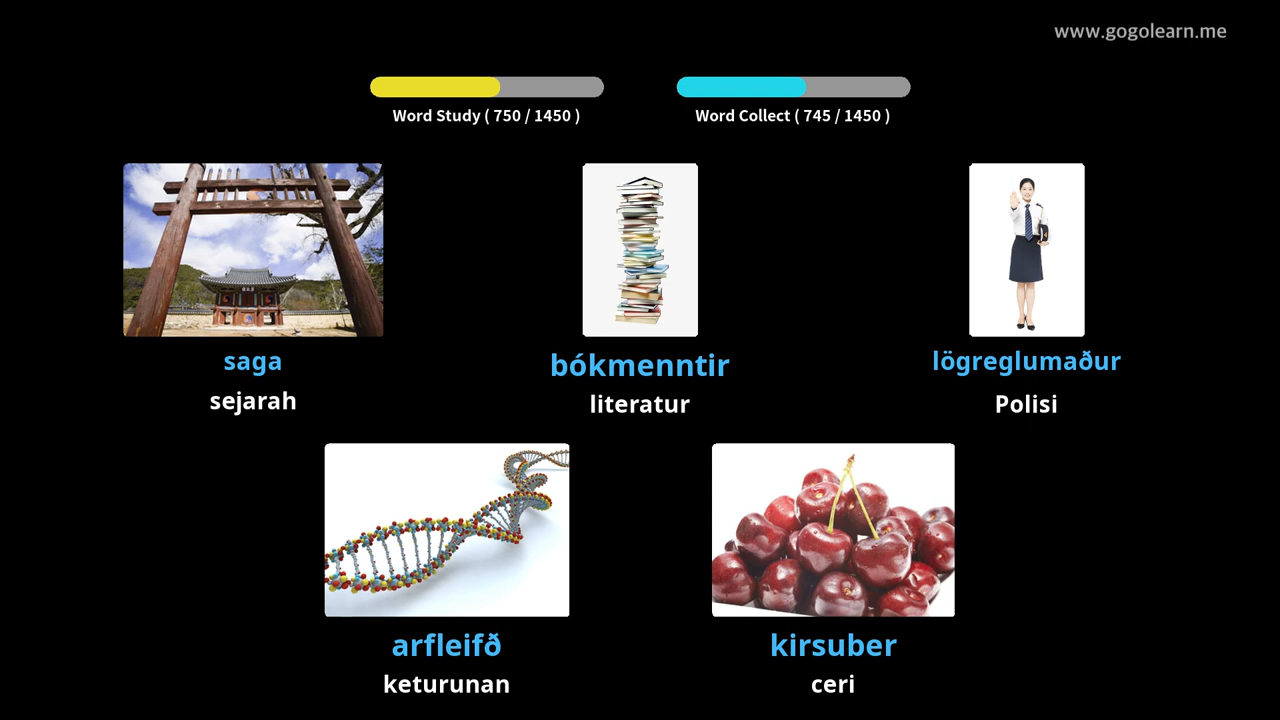 www.gogolearn.me
Word Study ( 750 / 1450 )
Word Collect ( 745 / 1450 )
saga
sejarah
bókmenntir
literatur
lögreglumaður
Polisi
arfleifð
keturunan
kirsuber
ceri